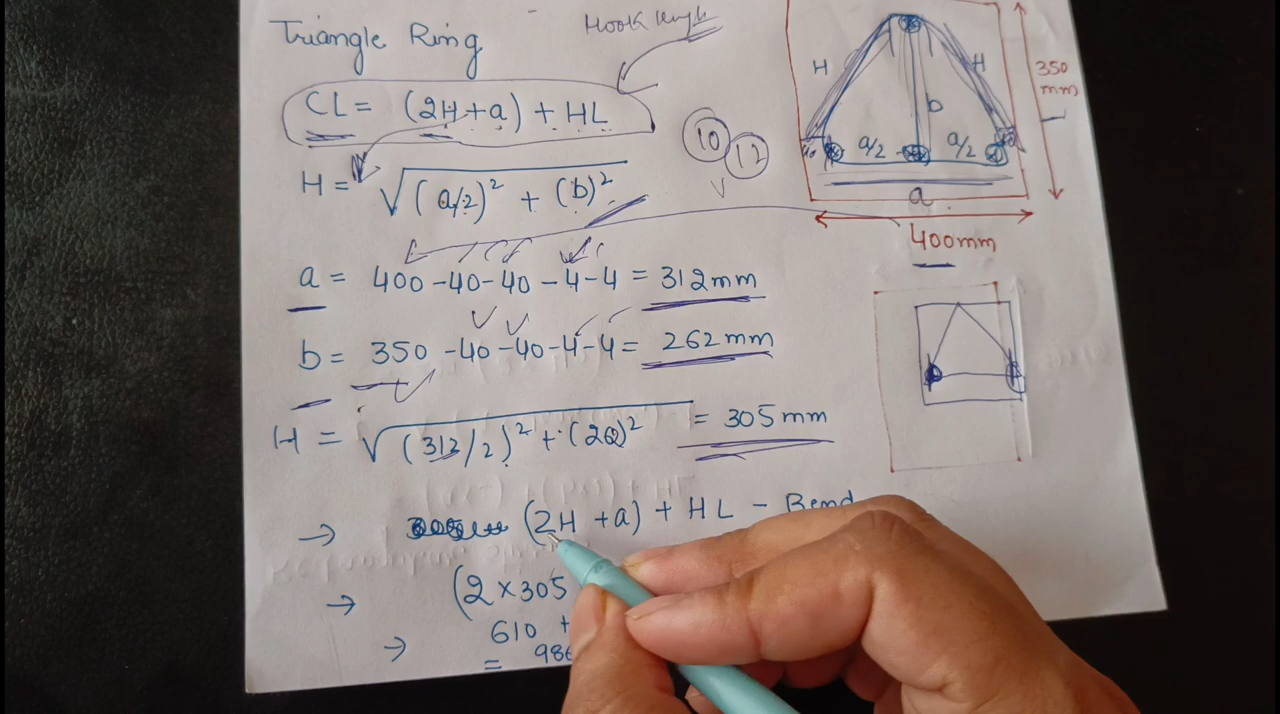 Triangle Ring
Hook length
CL = (2H+a) + HL
10
12
H = √(a/2)² + (b)²
a = 400 -40-40 -4-4 = 312mm
b = 350 -40 -40-4-4= 262mm
H = √(312/2)² + (262)² = 305mm
→ (2H +a) + HL - Bend
→ (2 ×305
→ 610 +
= 986
H
H
350
mm
b
a/2
a/2
a
400mm